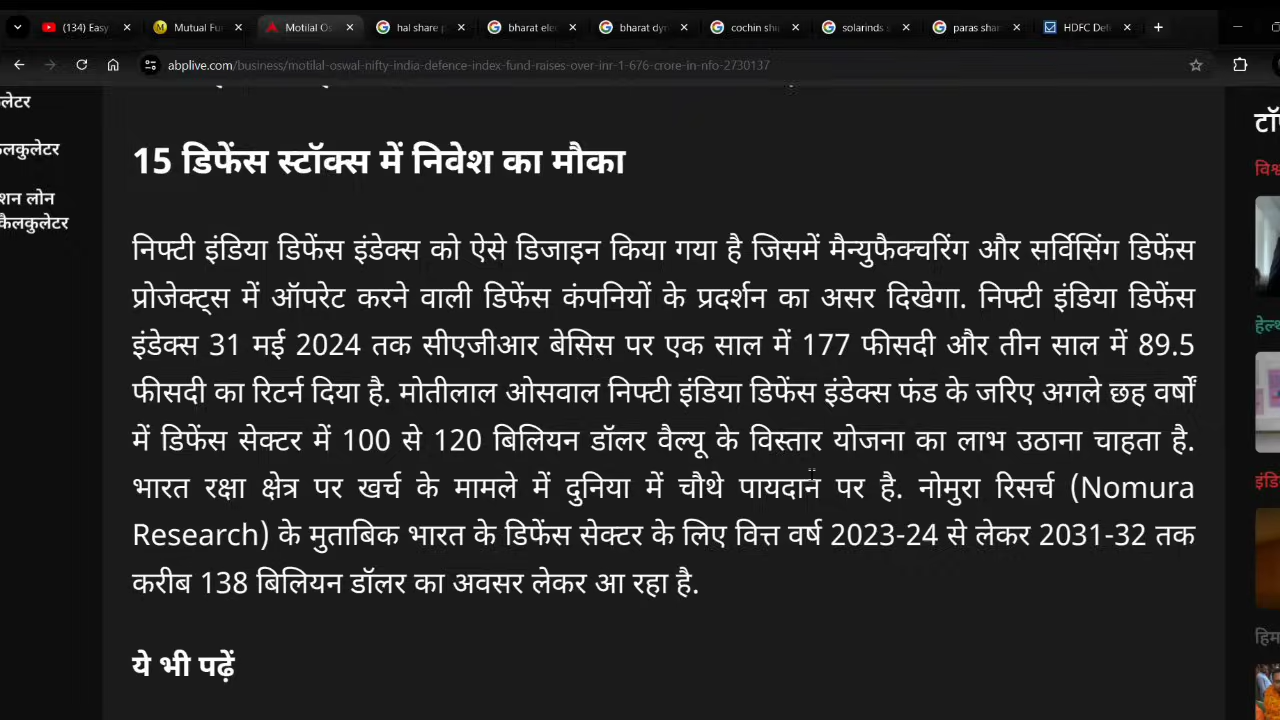 (134) Easy
Mutual Fu
Motilal Os
hal share p
bharat ele
bharat dyn
cochin shi
solarinds s
paras shar
HDFC Def
abplive.com/business/motilal-oswal-nifty-india-defence-index-fund-raises-over-inr-1-676-crore-in-nfo-2730137
लेटर
लकुलेटर
शन लोन
कैलकुलेटर
15 डिफेंस स्टॉक्स में निवेश का मौका
निफ्टी इंडिया डिफेंस इंडेक्स को ऐसे डिजाइन किया गया है जिसमें मैन्युफैक्चरिंग और सर्विसिंग डिफेंस
प्रोजेक्ट्स में ऑपरेट करने वाली डिफेंस कंपनियों के प्रदर्शन का असर दिखेगा. निफ्टी इंडिया डिफेंस
इंडेक्स 31 मई 2024 तक सीएजीआर बेसिस पर एक साल में 177 फीसदी और तीन साल में 89.5
फीसदी का रिटर्न दिया है. मोतीलाल ओसवाल निफ्टी इंडिया डिफेंस इंडेक्स फंड के जरिए अगले छह वर्षों
में डिफेंस सेक्टर में 100 से 120 बिलियन डॉलर वैल्यू के विस्तार योजना का लाभ उठाना चाहता है.
भारत रक्षा क्षेत्र पर खर्च के मामले में दुनिया में चौथे पायदान पर है. नोमुरा रिसर्च (Nomura
Research) के मुताबिक भारत के डिफेंस सेक्टर के लिए वित्त वर्ष 2023-24 से लेकर 2031-32 तक
करीब 138 बिलियन डॉलर का अवसर लेकर आ रहा है.
ये भी पढ़ें
टॉ
विश्
हेल्
इंडि
हिम